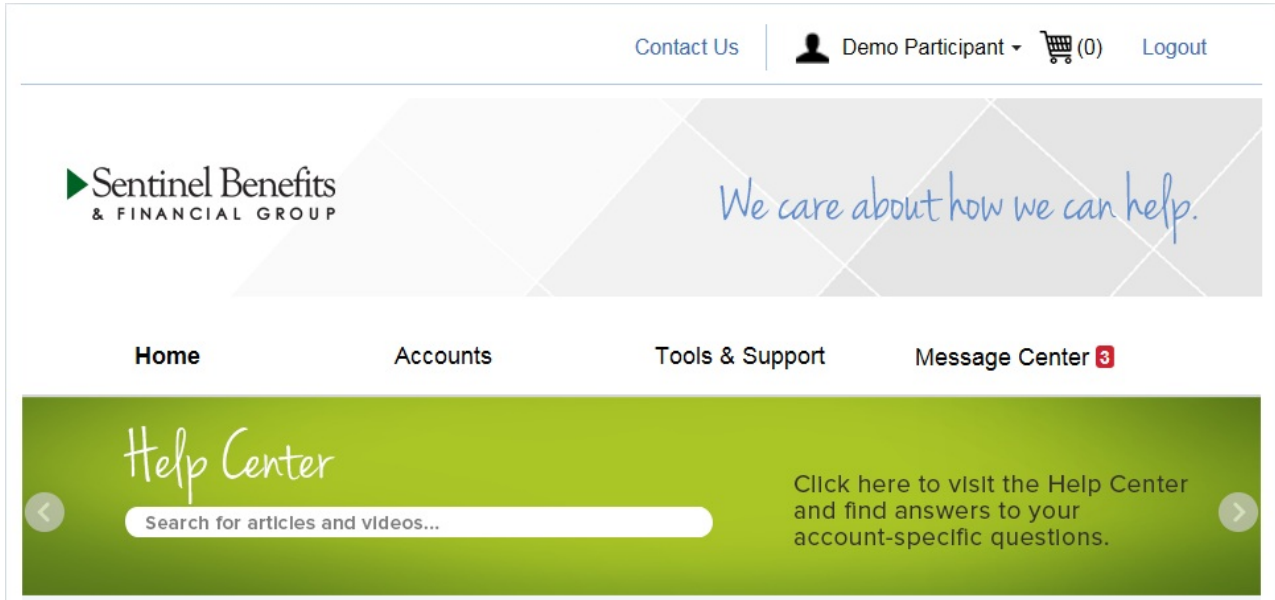 Contact Us
Demo Participant
(0)
Logout
Sentinel Benefits
& FINANCIAL GROUP
We care about how we can help.
Home
Accounts
Tools & Support
Message Center 3
Help Center
Search for articles and videos...
Click here to visit the Help Center
and find answers to your
account-specific questions.